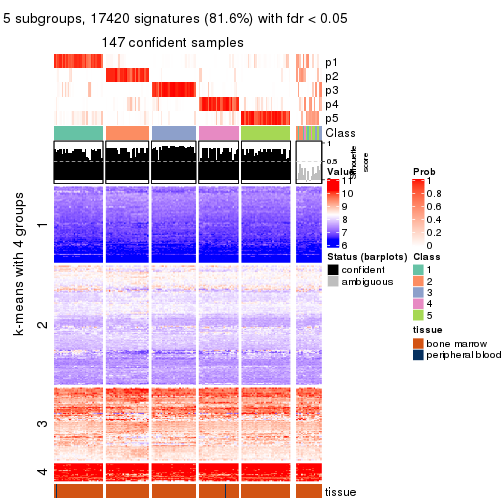 5 subgroups, 17420 signatures (81.6%) with fdr < 0.05
147 confident samples
p1
p2
p3
p4
p5
Class
1
0.5
0
Silhouette
score
k-means with 4 groups
1
2
3
4
tissue
Value
11
10
9
8
7
6
Prob
1
0.8
0.6
0.4
0.2
0
Status (barplots)
confident
ambiguous
Class
1
2
3
4
5
tissue
bone marrow
peripheral blood